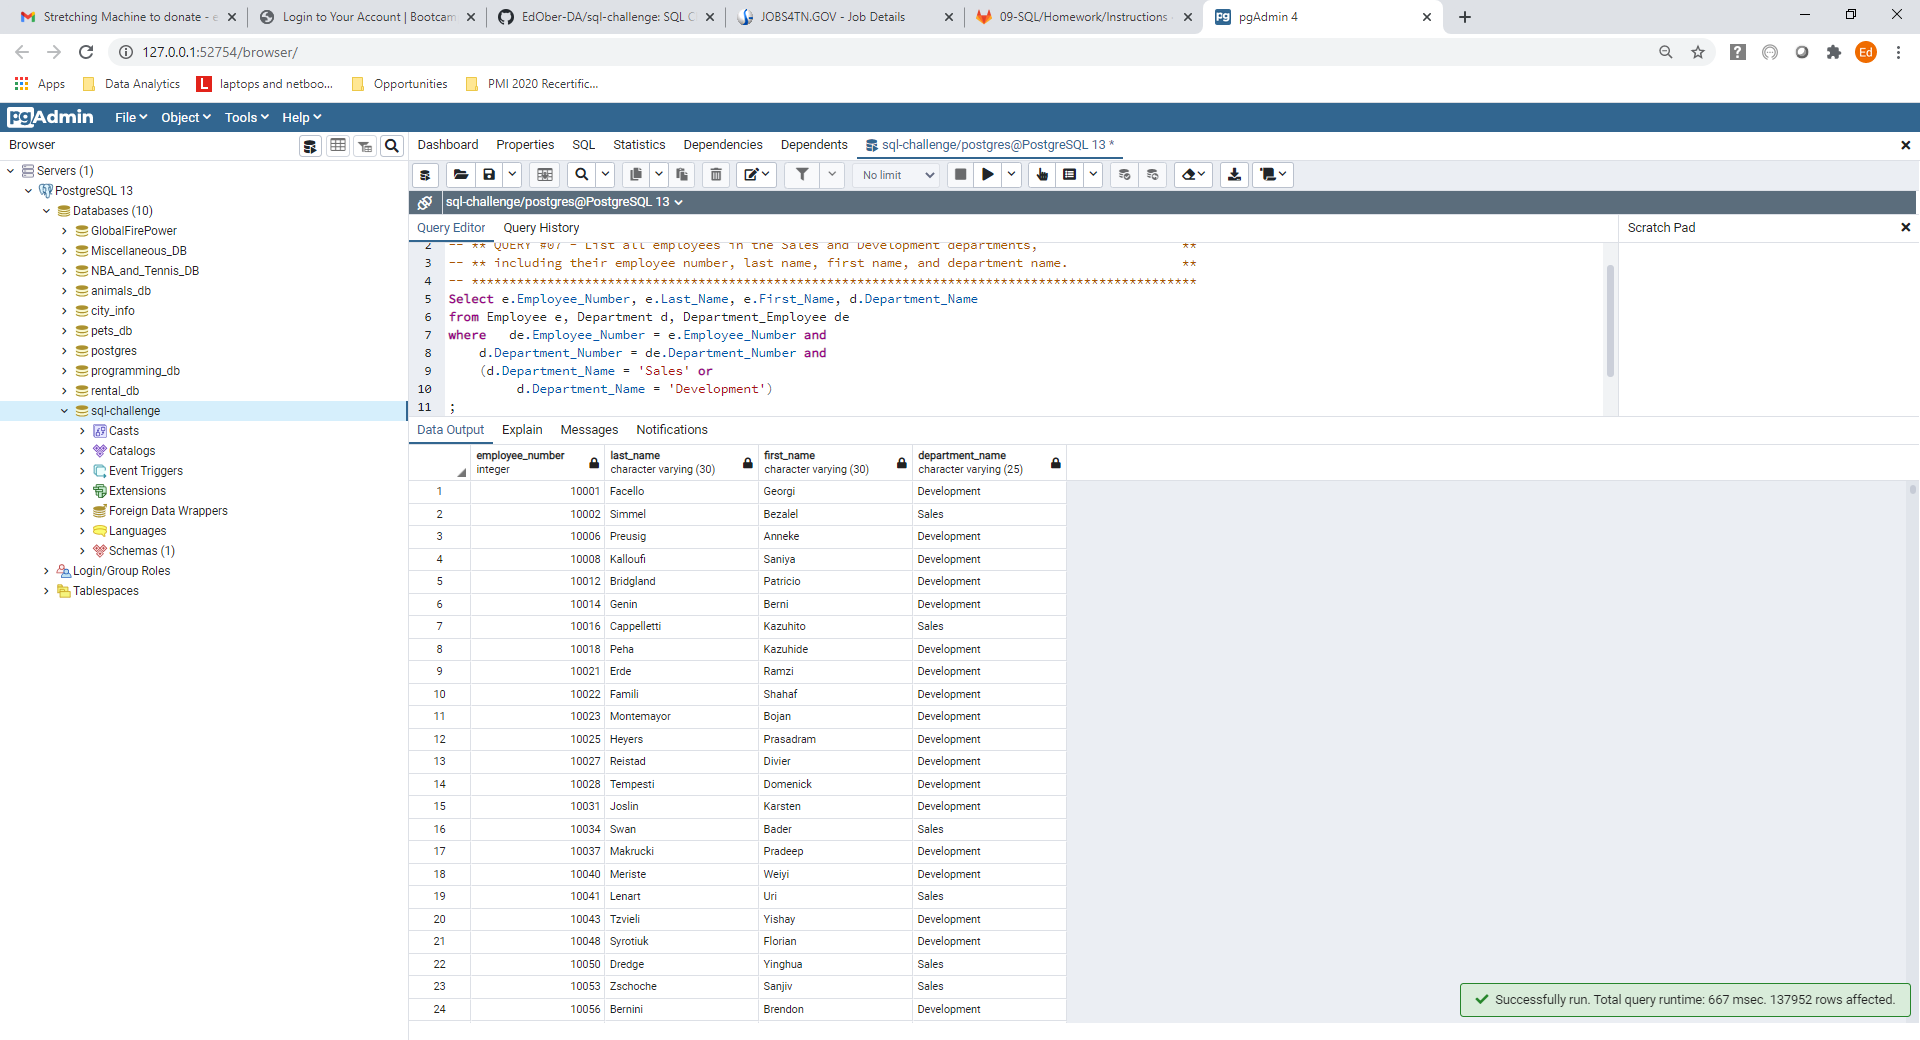 Stretching Machine to donate - e
Login to Your Account | Bootcam
EdOber-DA/sql-challenge: SQL C
JOBS4TN.GOV - Job Details
09-SQL/Homework/Instructions
pgAdmin 4
127.0.0.1:52754/browser/
Ed
Apps
Data Analytics
laptops and netboo...
Opportunities
PMI 2020 Recertific...
pgAdmin
File
Object
Tools
Help
Browser
Servers (1)
PostgreSQL 13
Databases (10)
GlobalFirePower
Miscellaneous_DB
NBA_and_Tennis_DB
animals_db
city_info
pets_db
postgres
programming_db
rental_db
sql-challenge
Casts
Catalogs
Event Triggers
Extensions
Foreign Data Wrappers
Languages
Schemas (1)
Login/Group Roles
Tablespaces
Dashboard Properties SQL Statistics Dependencies Dependents sql-challenge/postgres@PostgreSQL 13 *
No limit
sql-challenge/postgres@PostgreSQL 13
Query Editor Query History
Scratch Pad
2 -- ** QUERY #07 - List all employees in the Sales and Development departments, **
3 -- ** including their employee number, last name, first name, and department name. **
4 -- ************************************************************************************************
5 Select e.Employee_Number, e.Last_Name, e.First_Name, d.Department_Name
6 from Employee e, Department d, Department_Employee de
7 where de.Employee_Number = e.Employee_Number and
8 d.Department_Number = de.Department_Number and
9 (d.Department_Name = 'Sales' or
10 d.Department_Name = 'Development')
11 ;
Data Output Explain Messages Notifications
employee_number last_name first_name department_name
integer character varying (30) character varying (30) character varying (25)
1 10001 Facello Georgi Development
2 10002 Simmel Bezalel Sales
3 10006 Preusig Anneke Development
4 10008 Kalloufi Saniya Development
5 10012 Bridgland Patricio Development
6 10014 Genin Berni Development
7 10016 Cappelletti Kazuhito Sales
8 10018 Peha Kazuhide Development
9 10021 Erde Ramzi Development
10 10022 Famili Shahaf Development
11 10023 Montemayor Bojan Development
12 10025 Heyers Prasadram Development
13 10027 Reistad Divier Development
14 10028 Tempesti Domenick Development
15 10031 Joslin Karsten Development
16 10034 Swan Bader Sales
17 10037 Makrucki Pradeep Development
18 10040 Meriste Weiyi Development
19 10041 Lenart Uri Sales
20 10043 Tzvieli Yishay Development
21 10048 Syrotiuk Florian Development
22 10050 Dredge Yinghua Sales
23 10053 Zschoche Sanjiv Sales
24 10056 Bernini Brendon Development
Successfully run. Total query runtime: 667 msec. 137952 rows affected.